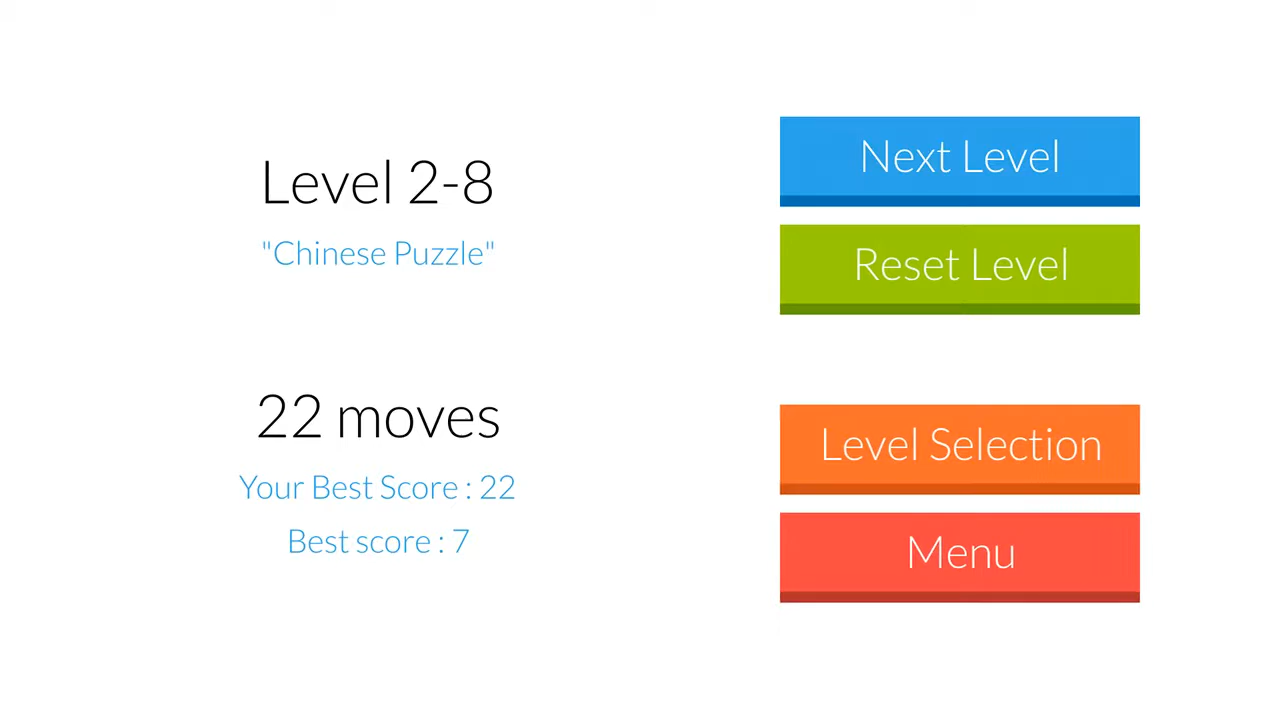 Level 2-8
"Chinese Puzzle"
22 moves
Your Best Score : 22
Best score : 7
Next Level
Reset Level
Level Selection
Menu